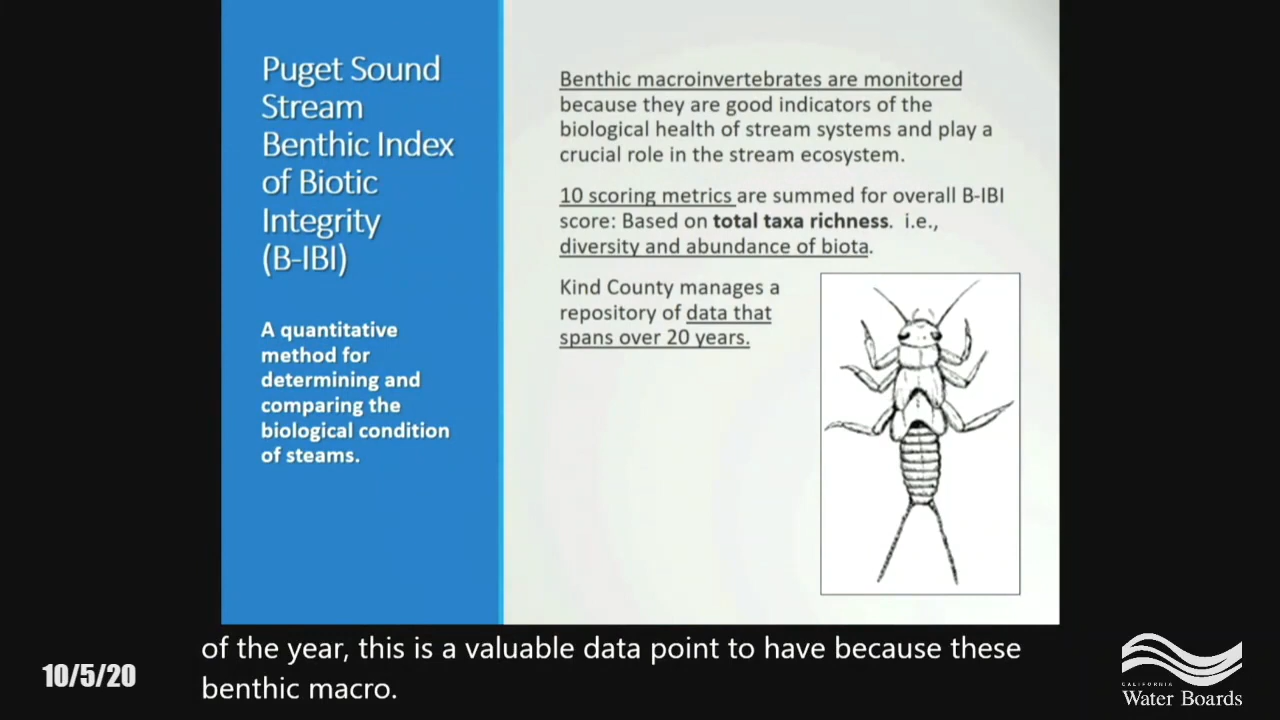 Puget Sound
Stream
Benthic Index
of Biotic
Integrity
(B-IBI)
A quantitative
method for
determining and
comparing the
biological condition
of steams.
Benthic macroinvertebrates are monitored
because they are good indicators of the
biological health of stream systems and play a
crucial role in the stream ecosystem.
10 scoring metrics are summed for overall B-IBI
score: Based on total taxa richness. i.e.,
diversity and abundance of biota.
Kind County manages a
repository of data that
spans over 20 years.
of the year, this is a valuable data point to have because these
benthic macro.
10/5/20
CALIFORNIA
Water Boards